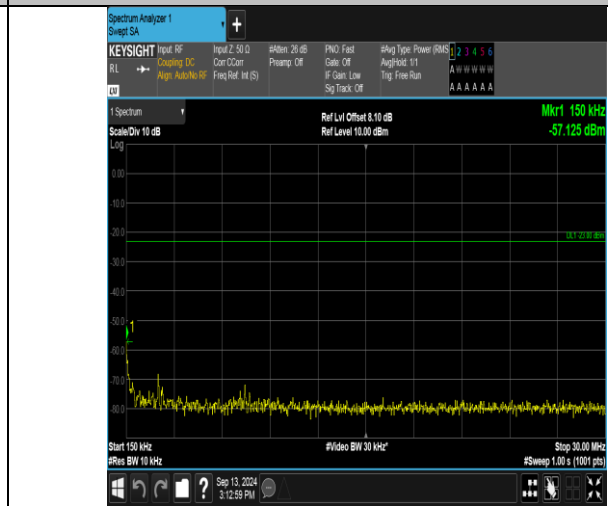 Spectrum Analyzer 1
Swept SA
+
KEYSIGHT Input: RF Input Z: 50 Ω #Atten: 26 dB PNO: Fast #Avg Type: Power (RMS 1 2 3 4 5 6
RL Coupling: DC Corr CCorr Preamp: Off Gate: Off Avg|Hold: 1/1 A W W W W W
Align: Auto/No RF Freq Ref: Int (S) IF Gain: Low Trig: Free Run
LXI Sig Track: Off A A A A A A
1 Spectrum Ref Lvl Offset 8.10 dB Mkr1 150 kHz
Scale/Div 10 dB Ref Level 10.00 dBm -57.125 dBm
Log
0.00
-10.0
-20.0
DL1 -23.00 dBm
-30.0
-40.0
-50.0
1
-60.0
-70.0
-80.0
Start 150 kHz #Video BW 30 kHz* Stop 30.00 MHz
#Res BW 10 kHz #Sweep 1.00 s (1001 pts)
? Sep 13, 2024
3:12:59 PM